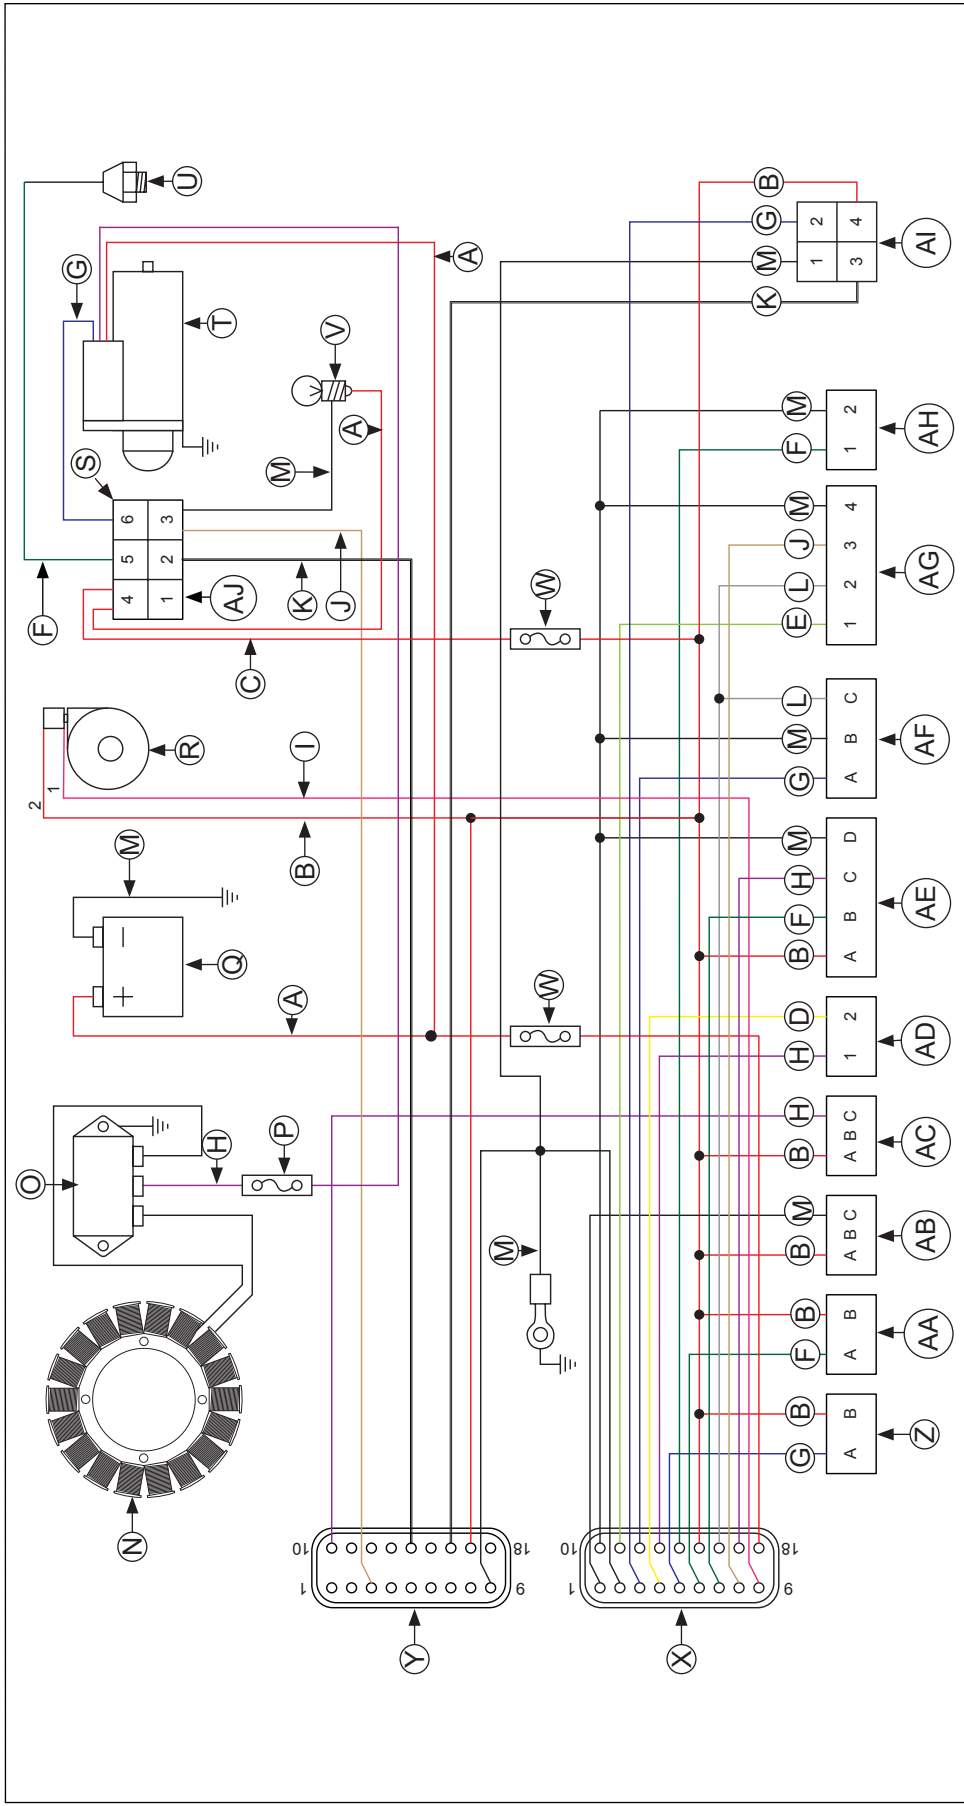 N
O
H
P
+
−
Q
M
A
2
1
R
B
I
F
C
4 5 6
1 2 3
AJ
S
K
J
G
T
U
M
A
V
A
1 10
9 18
Y
M
W
W
1 10
9 18
X
G B
A B
Z
F B
A B
AA
B M
A B C
AB
B H
A B C
AC
H D
1 2
AD
B F H M
A B C D
AE
G M L
A B C
AF
E L J M
1 2 3 4
AG
F M
1 2
AH
K M G B
1 2
3 4
AI